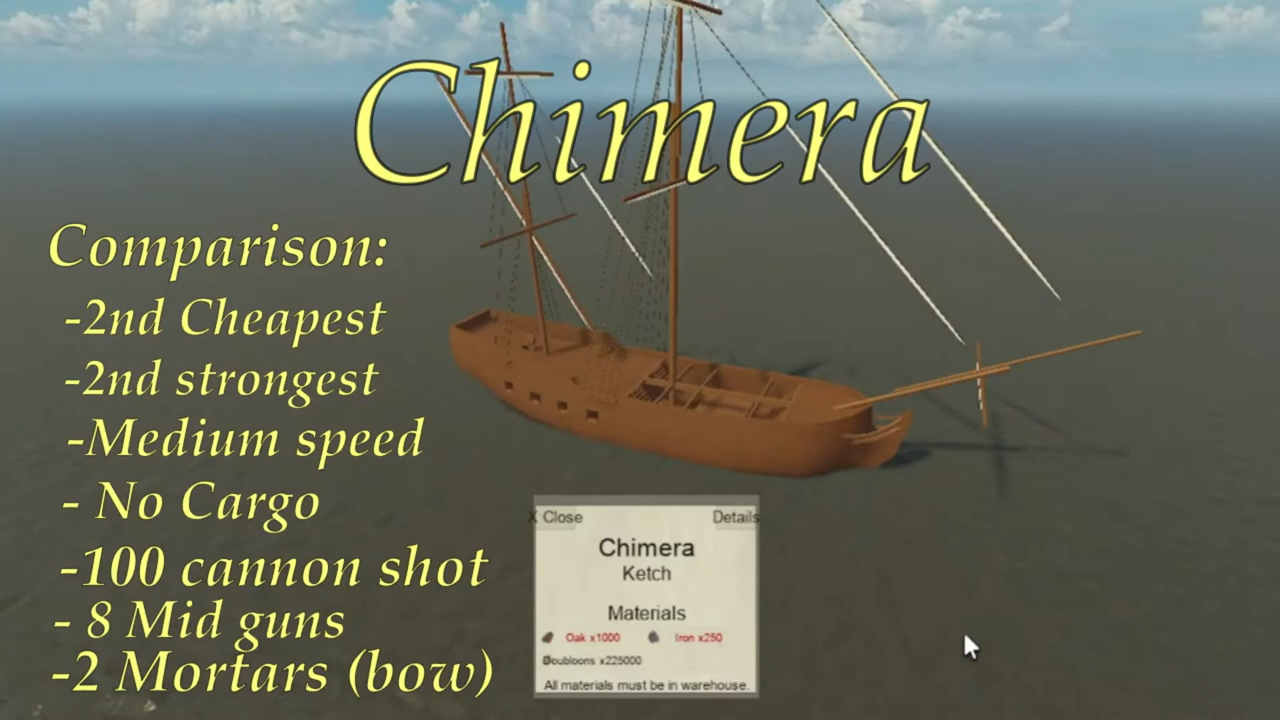 Chimera
Comparison:
-2nd Cheapest
-2nd strongest
-Medium speed
- No Cargo
-100 cannon shot
- 8 Mid guns
-2 Mortars (bow)
X Close Details
Chimera
Ketch
Materials
Oak x1000 Iron x250
Doubloons x225000
All materials must be in warehouse.